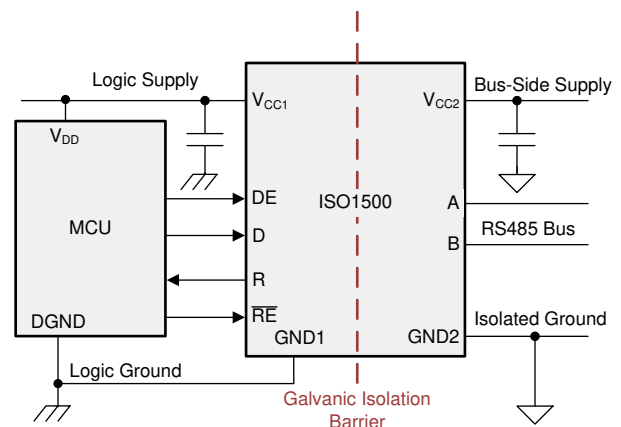 Logic Supply
Bus-Side Supply
VCC1
VCC2
VDD
DE
ISO1500
A
MCU
D
RS485 Bus
B
R
DGND
RE
Isolated Ground
GND1
GND2
Logic Ground
Galvanic Isolation
Barrier